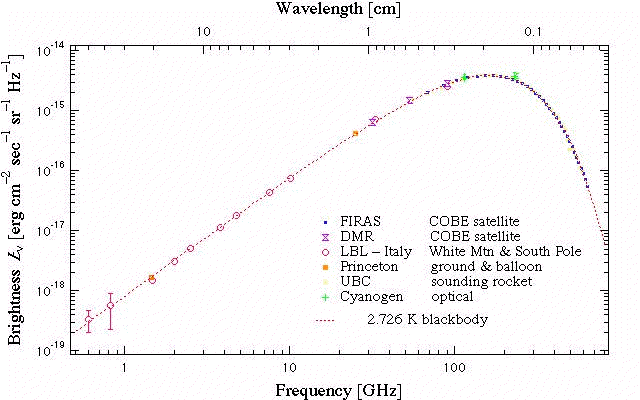 Wavelength [cm]
10 1 0.1
Brightness I_ν [erg cm⁻² sec⁻¹ sr⁻¹ Hz⁻¹]
10⁻¹⁴
10⁻¹⁵
10⁻¹⁶
10⁻¹⁷
10⁻¹⁸
10⁻¹⁹
FIRAS COBE satellite
DMR COBE satellite
LBL – Italy White Mtn & South Pole
Princeton ground & balloon
UBC sounding rocket
Cyanogen optical
2.726 K blackbody
1 10 100
Frequency [GHz]